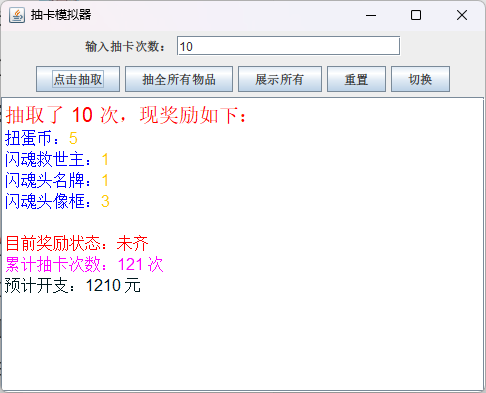 抽卡模拟器
输入抽卡次数： 10
点击抽取 抽全所有物品 展示所有 重置 切换
抽取了 10 次，现奖励如下：
扭蛋币：5
闪魂救世主：1
闪魂头名牌：1
闪魂头像框：3
目前奖励状态：未齐
累计抽卡次数：121 次
预计开支：1210 元